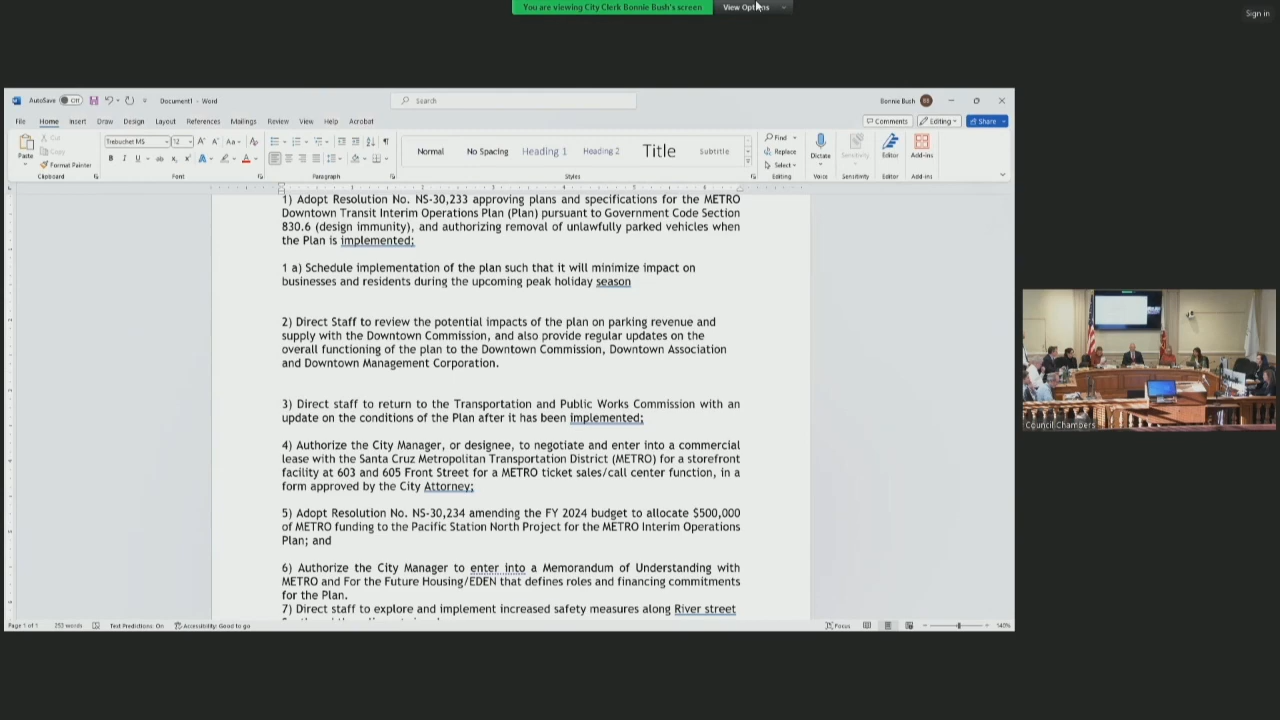 You are viewing City Clerk Bonnie Bush's screen
View Options
Sign in
AutoSave Off
Document1 - Word
Search
Bonnie Bush
BB
File Home Insert Draw Design Layout References Mailings Review View Help Acrobat
Comments Editing Share
Paste
Cut
Copy
Format Painter
Trebuchet MS 12
Normal No Spacing Heading 1 Heading 2 Title Subtitle
Find
Replace
Select
Dictate Sensitivity Editor Add-ins
Clipboard Font Paragraph Styles Editing Voice Sensitivity Editor Add-ins
1) Adopt Resolution No. NS-30,233 approving plans and specifications for the METRO
Downtown Transit Interim Operations Plan (Plan) pursuant to Government Code Section
830.6 (design immunity), and authorizing removal of unlawfully parked vehicles when
the Plan is implemented;
1 a) Schedule implementation of the plan such that it will minimize impact on
businesses and residents during the upcoming peak holiday season
2) Direct Staff to review the potential impacts of the plan on parking revenue and
supply with the Downtown Commission, and also provide regular updates on the
overall functioning of the plan to the Downtown Commission, Downtown Association
and Downtown Management Corporation.
3) Direct staff to return to the Transportation and Public Works Commission with an
update on the conditions of the Plan after it has been implemented;
4) Authorize the City Manager, or designee, to negotiate and enter into a commercial
lease with the Santa Cruz Metropolitan Transportation District (METRO) for a storefront
facility at 603 and 605 Front Street for a METRO ticket sales/call center function, in a
form approved by the City Attorney;
5) Adopt Resolution No. NS-30,234 amending the FY 2024 budget to allocate $500,000
of METRO funding to the Pacific Station North Project for the METRO Interim Operations
Plan; and
6) Authorize the City Manager to enter into a Memorandum of Understanding with
METRO and For the Future Housing/EDEN that defines roles and financing commitments
for the Plan.
7) Direct staff to explore and implement increased safety measures along River street
Council Chambers
Page 1 of 1 253 words Text Predictions: On Accessibility: Good to go
Focus 140%